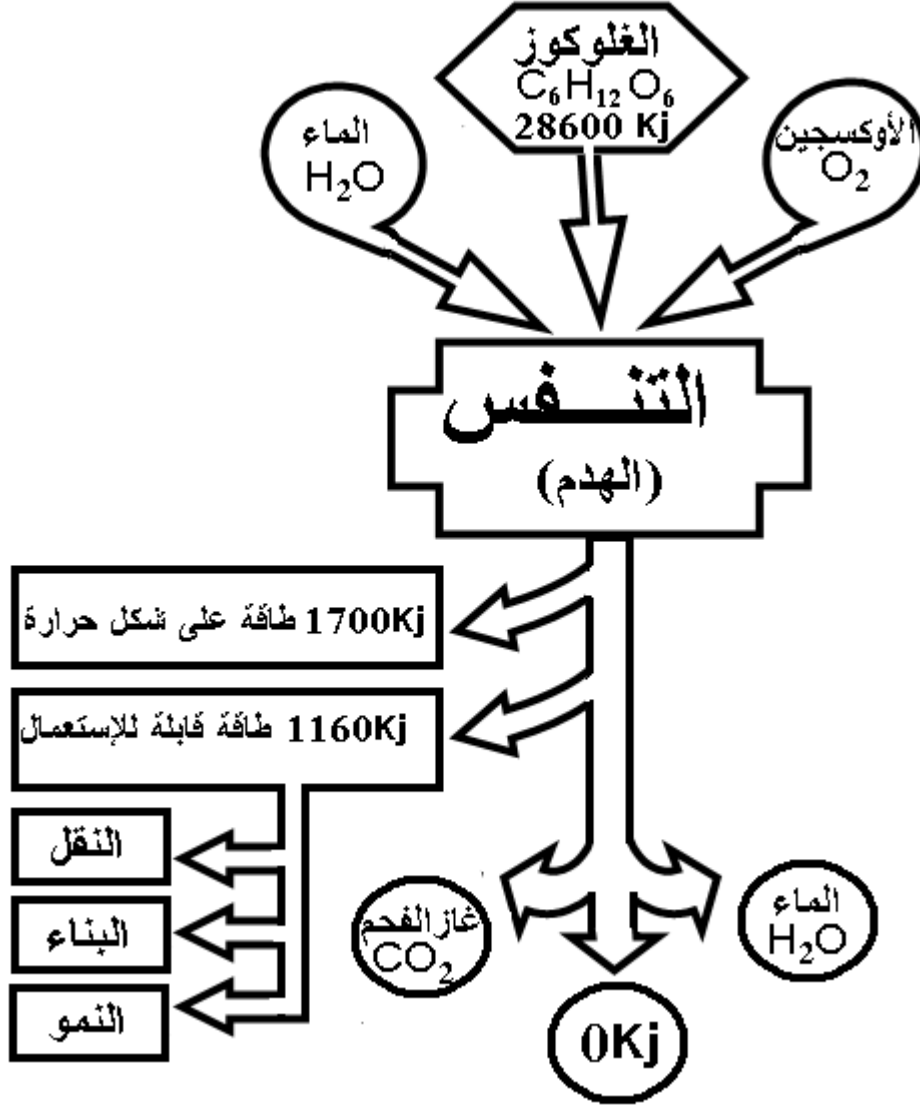 الغلوكوز
C₆H₁₂O₆
28600 Kj
الأوكسجين
O₂
الماء
H₂O
التنـــفس
(الهدم)
1700Kj طاقة على شكل حرارة
1160Kj طاقة قابلة للإستعمال
النقل
البناء
النمو
الماء
H₂O
غاز الفحم
CO₂
0Kj